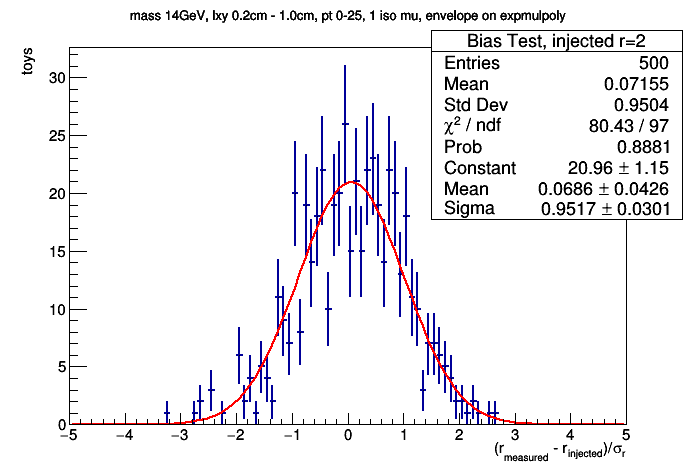 mass 14GeV, lxy 0.2cm - 1.0cm, pt 0-25, 1 iso mu, envelope on expmulpoly
Bias Test, injected r=2
Entries 500
Mean 0.07155
Std Dev 0.9504
χ² / ndf 80.43 / 97
Prob 0.8881
Constant 20.96 ± 1.15
Mean 0.0686 ± 0.0426
Sigma 0.9517 ± 0.0301
toys
30
25
20
15
10
5
0
−5 −4 −3 −2 −1 0 1 2 3 4 5
(r_measured - r_injected)/σ_r